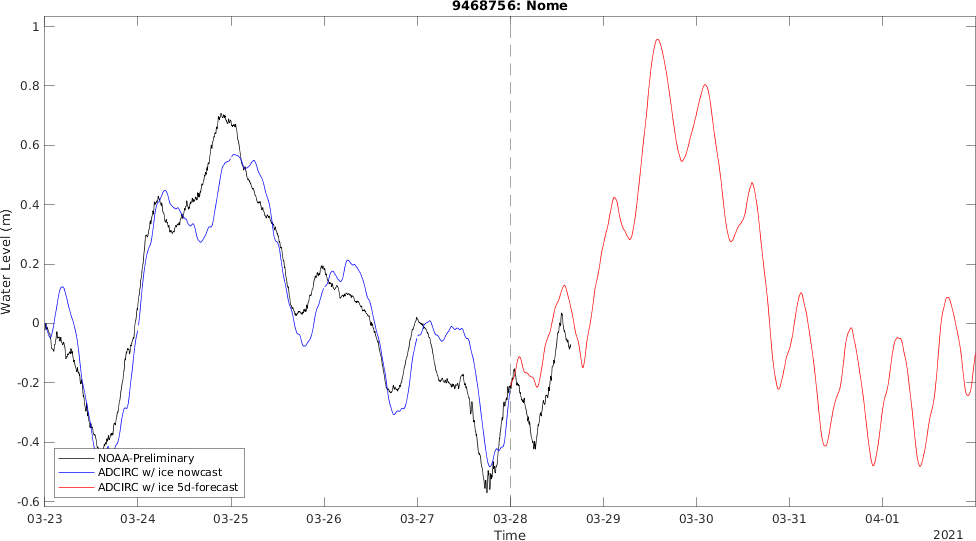 9468756: Nome
Water Level (m)
1
0.8
0.6
0.4
0.2
0
-0.2
-0.4
-0.6
NOAA-Preliminary
ADCIRC w/ ice nowcast
ADCIRC w/ ice 5d-forecast
03-23 03-24 03-25 03-26 03-27 03-28 03-29 03-30 03-31 04-01
Time
2021